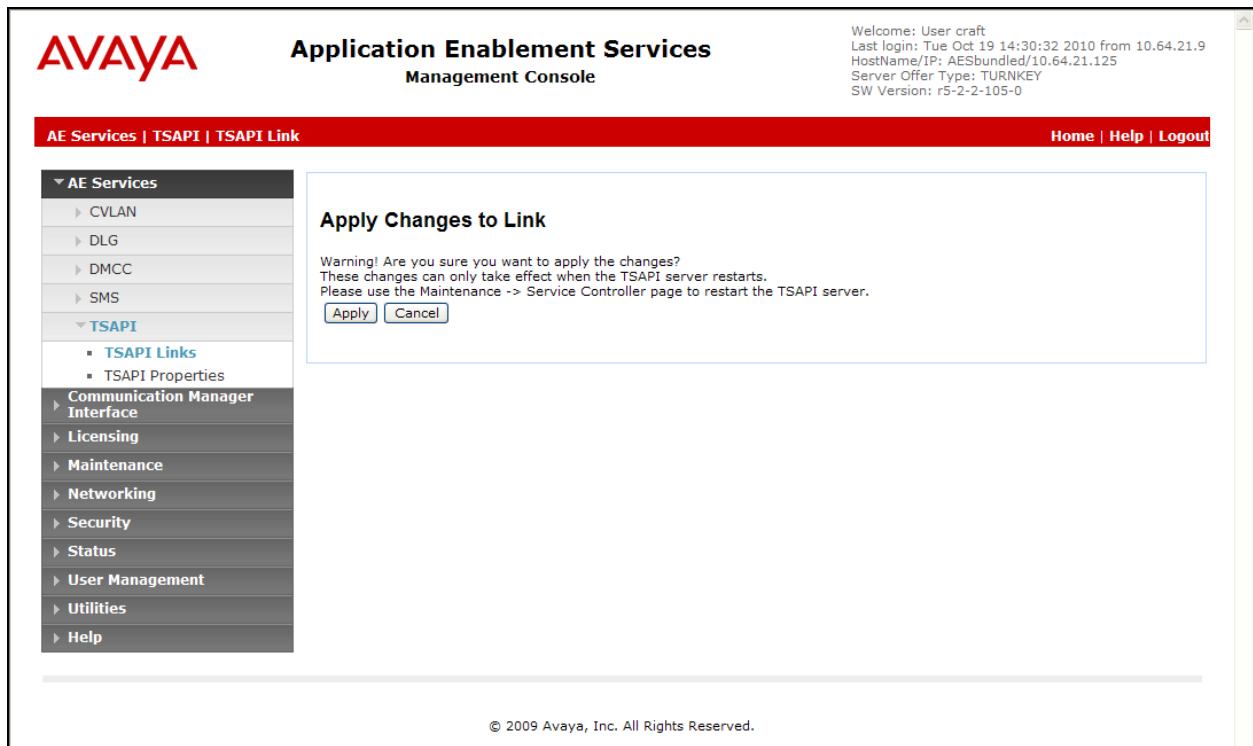 AVAYA
Application Enablement Services
Management Console
Welcome: User craft
Last login: Tue Oct 19 14:30:32 2010 from 10.64.21.9
HostName/IP: AESbundled/10.64.21.125
Server Offer Type: TURNKEY
SW Version: r5-2-2-105-0
AE Services | TSAPI | TSAPI Link
Home | Help | Logout
AE Services
CVLAN
DLG
DMCC
SMS
TSAPI
TSAPI Links
TSAPI Properties
Communication Manager
Interface
Licensing
Maintenance
Networking
Security
Status
User Management
Utilities
Help
Apply Changes to Link
Warning! Are you sure you want to apply the changes?
These changes can only take effect when the TSAPI server restarts.
Please use the Maintenance -> Service Controller page to restart the TSAPI server.
Apply Cancel
© 2009 Avaya, Inc. All Rights Reserved.